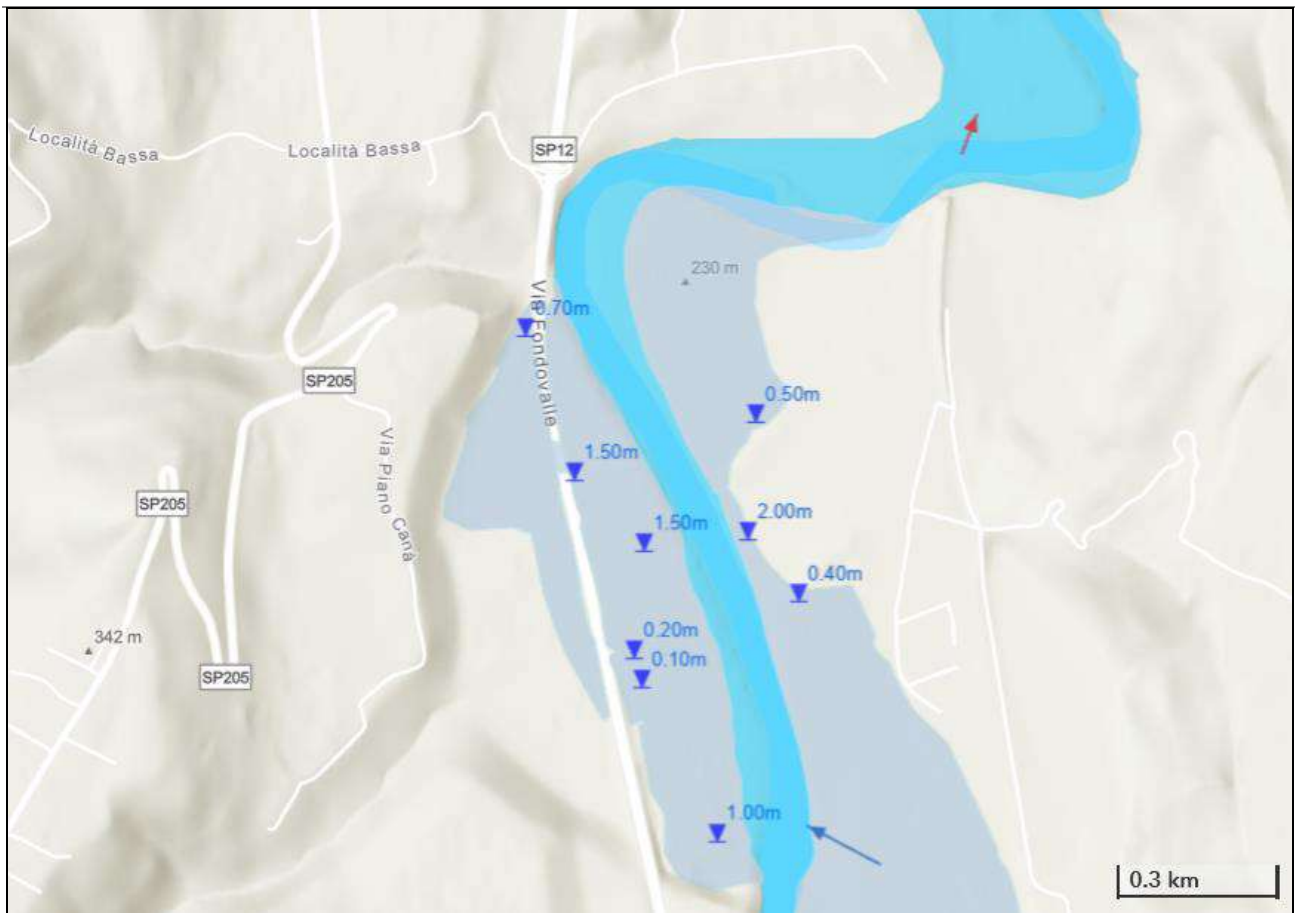 Località Bassa
Località Bassa
SP12
230 m
0.70m
Via Fondovalle
SP205
0.50m
Via Piano Canà
1.50m
SP205
2.00m
1.50m
0.40m
342 m
0.20m
0.10m
SP205
1.00m
0.3 km